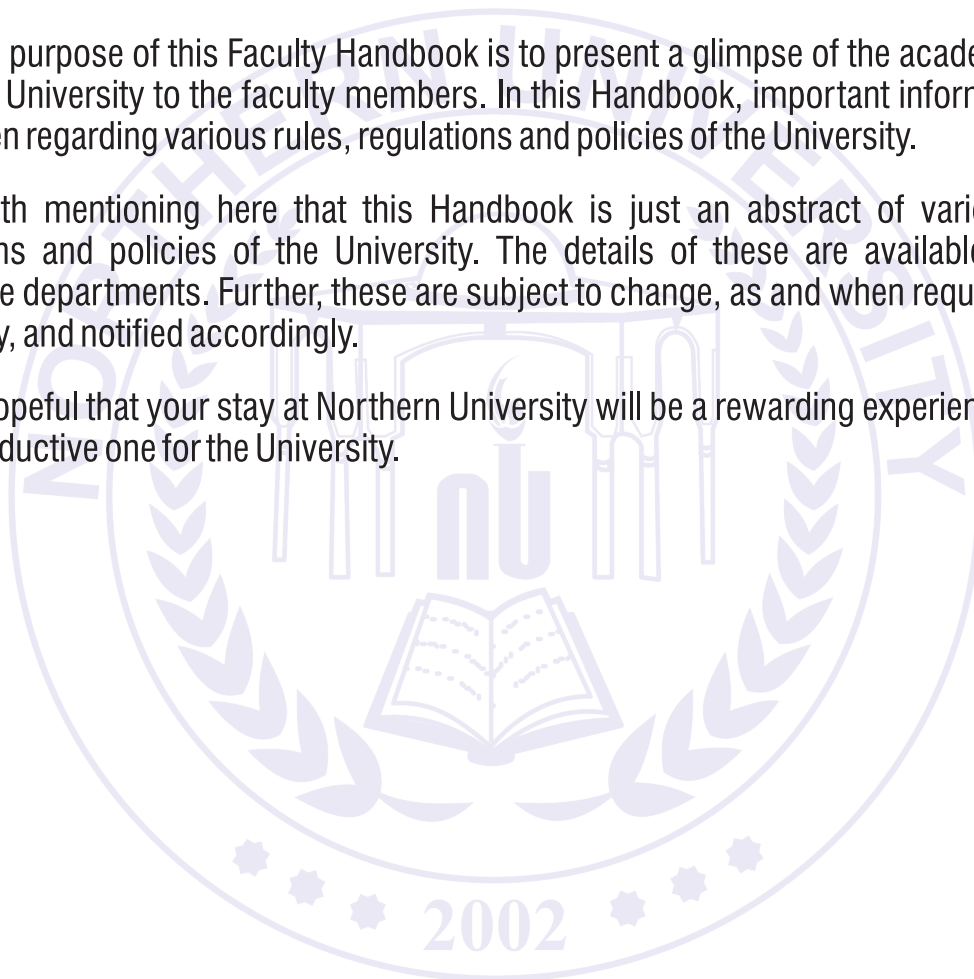 purpose of this Faculty Handbook is to present a glimpse of the acade
University to the faculty members. In this Handbook, important inforn
en regarding various rules, regulations and policies of the University.
th mentioning here that this Handbook is just an abstract of vari
ns and policies of the University. The details of these are available
e departments. Further, these are subject to change, as and when requ
y, and notified accordingly.
opeful that your stay at Northern University will be a rewarding experien
ductive one for the University.
NORTHERN UNIVERSITY
nu
2002